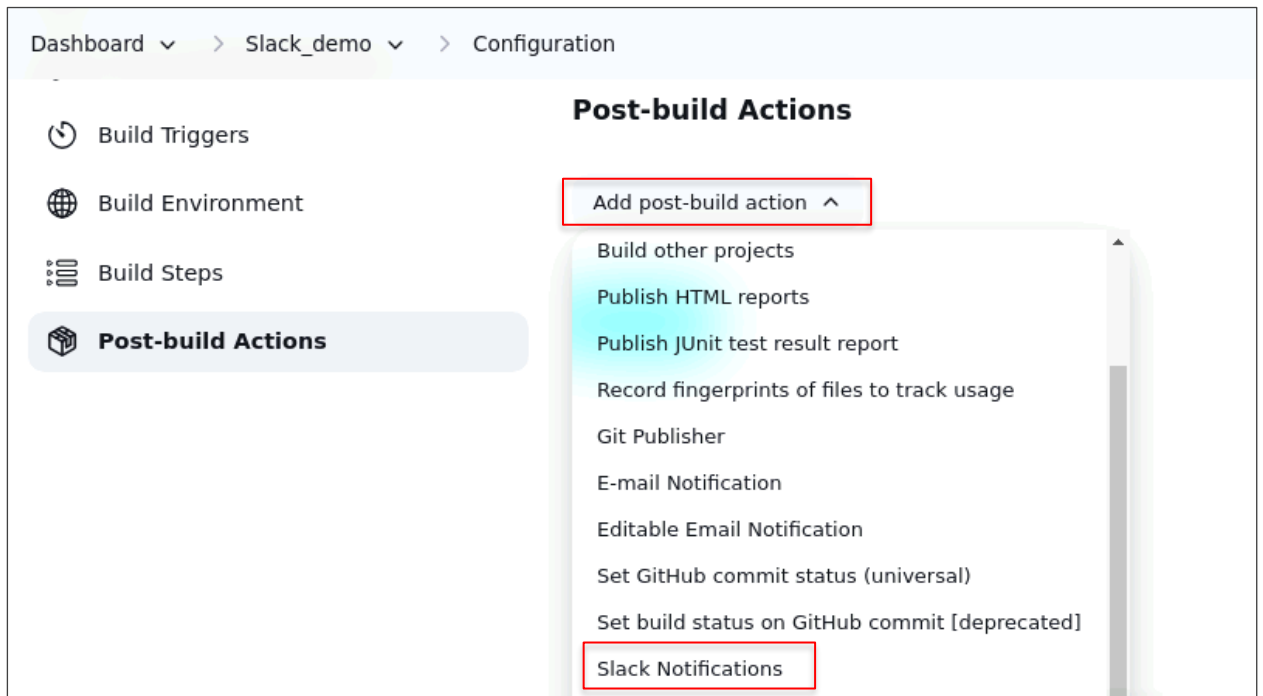 Dashboard > Slack_demo > Configuration
Build Triggers
Build Environment
Build Steps
Post-build Actions
Post-build Actions
Add post-build action
Build other projects
Publish HTML reports
Publish JUnit test result report
Record fingerprints of files to track usage
Git Publisher
E-mail Notification
Editable Email Notification
Set GitHub commit status (universal)
Set build status on GitHub commit [deprecated]
Slack Notifications